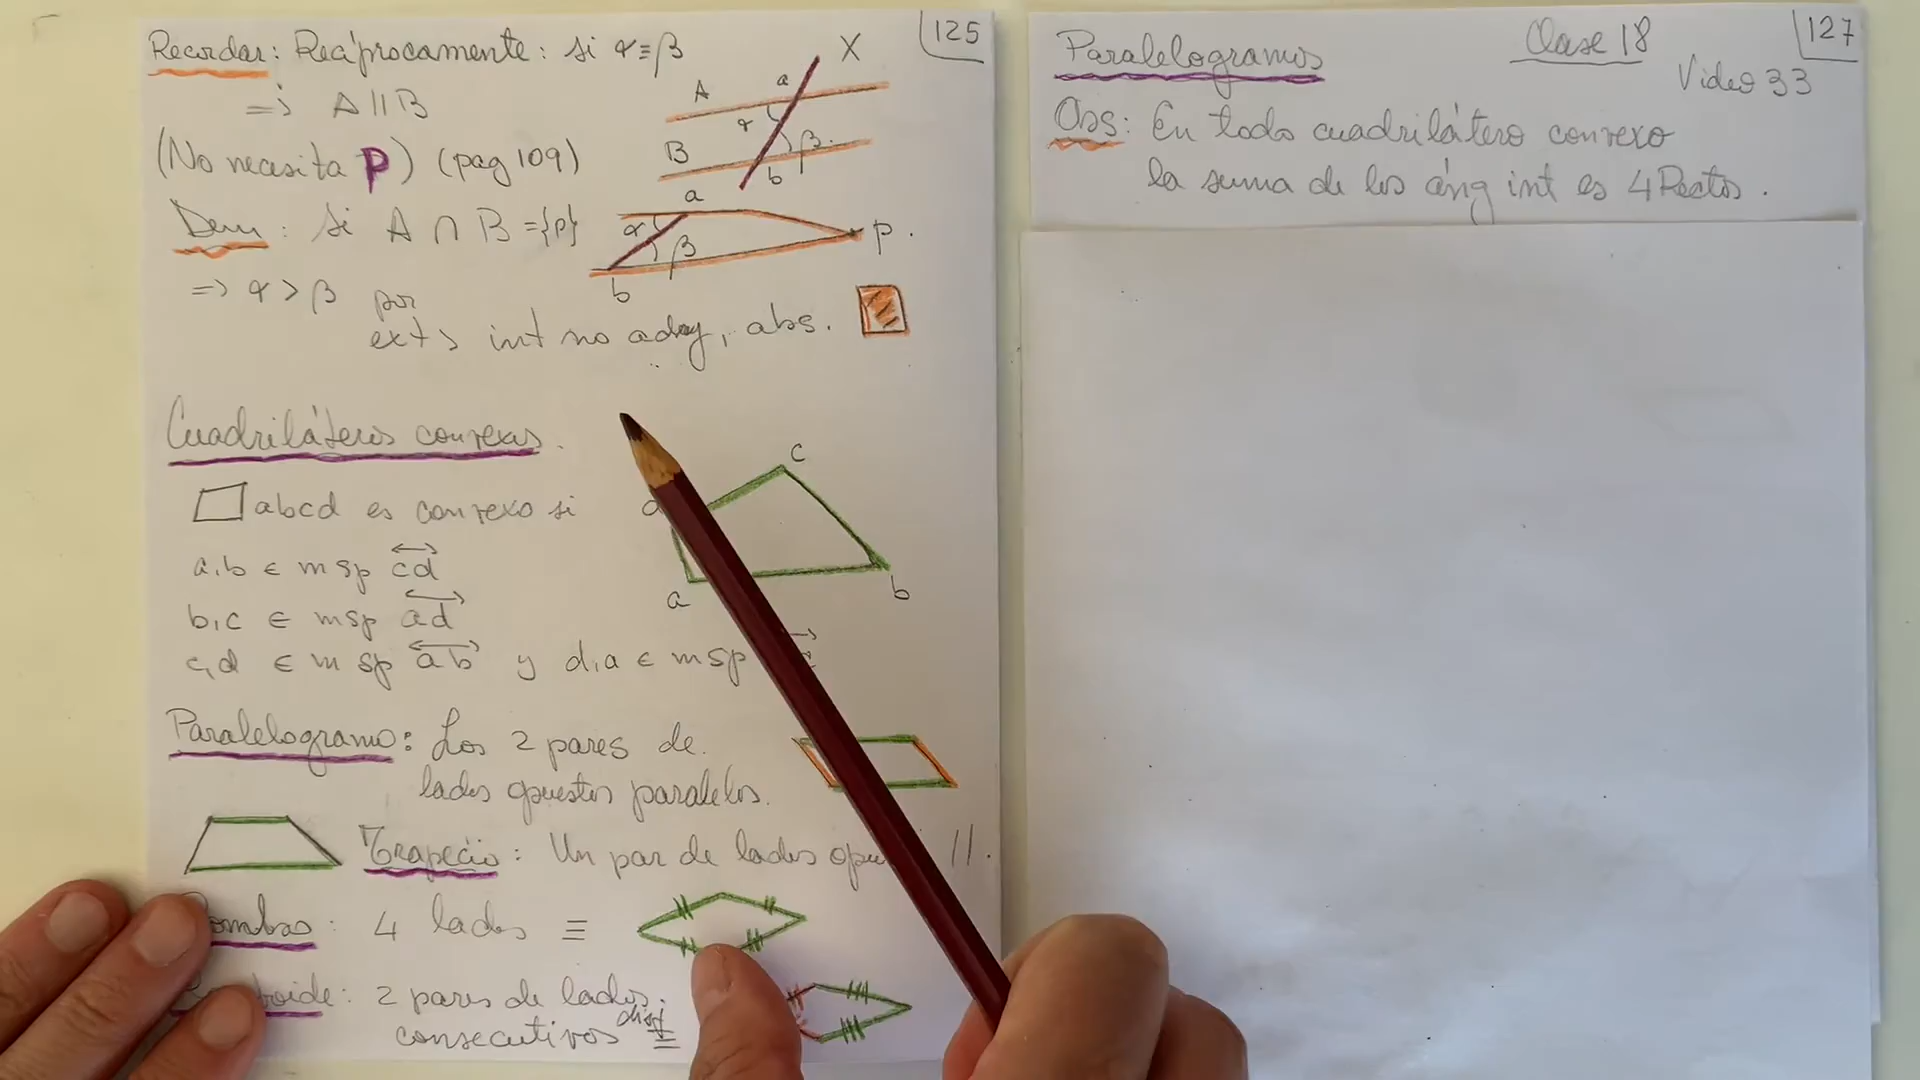 125
Recordar: Recíprocamente: si α ≡ β
=> A // B
(No necesita P) (pag 109)
A
a
X
α
B
β
b
Dem: Si A ∩ B = {p}
a
α
β
p.
b
=> α > β por
ext > int no adey, abs.
Cuadriláteros convexos.
abcd es convexo si
c
a
b
a,b ∈ msp cd
b,c ∈ msp ad
c,d ∈ msp ab y d,a ∈ msp
Paralelogramo: Los 2 pares de
lados opuestos paralelos.
Trapecio: Un par de lados //.
4 lados ≡
2 pares de lados
consecutivos ≡
127
Paralelogramos
Clase 18
Video 33
Obs: En todo cuadrilátero convexo
la suma de los áng int es 4 Rectos.